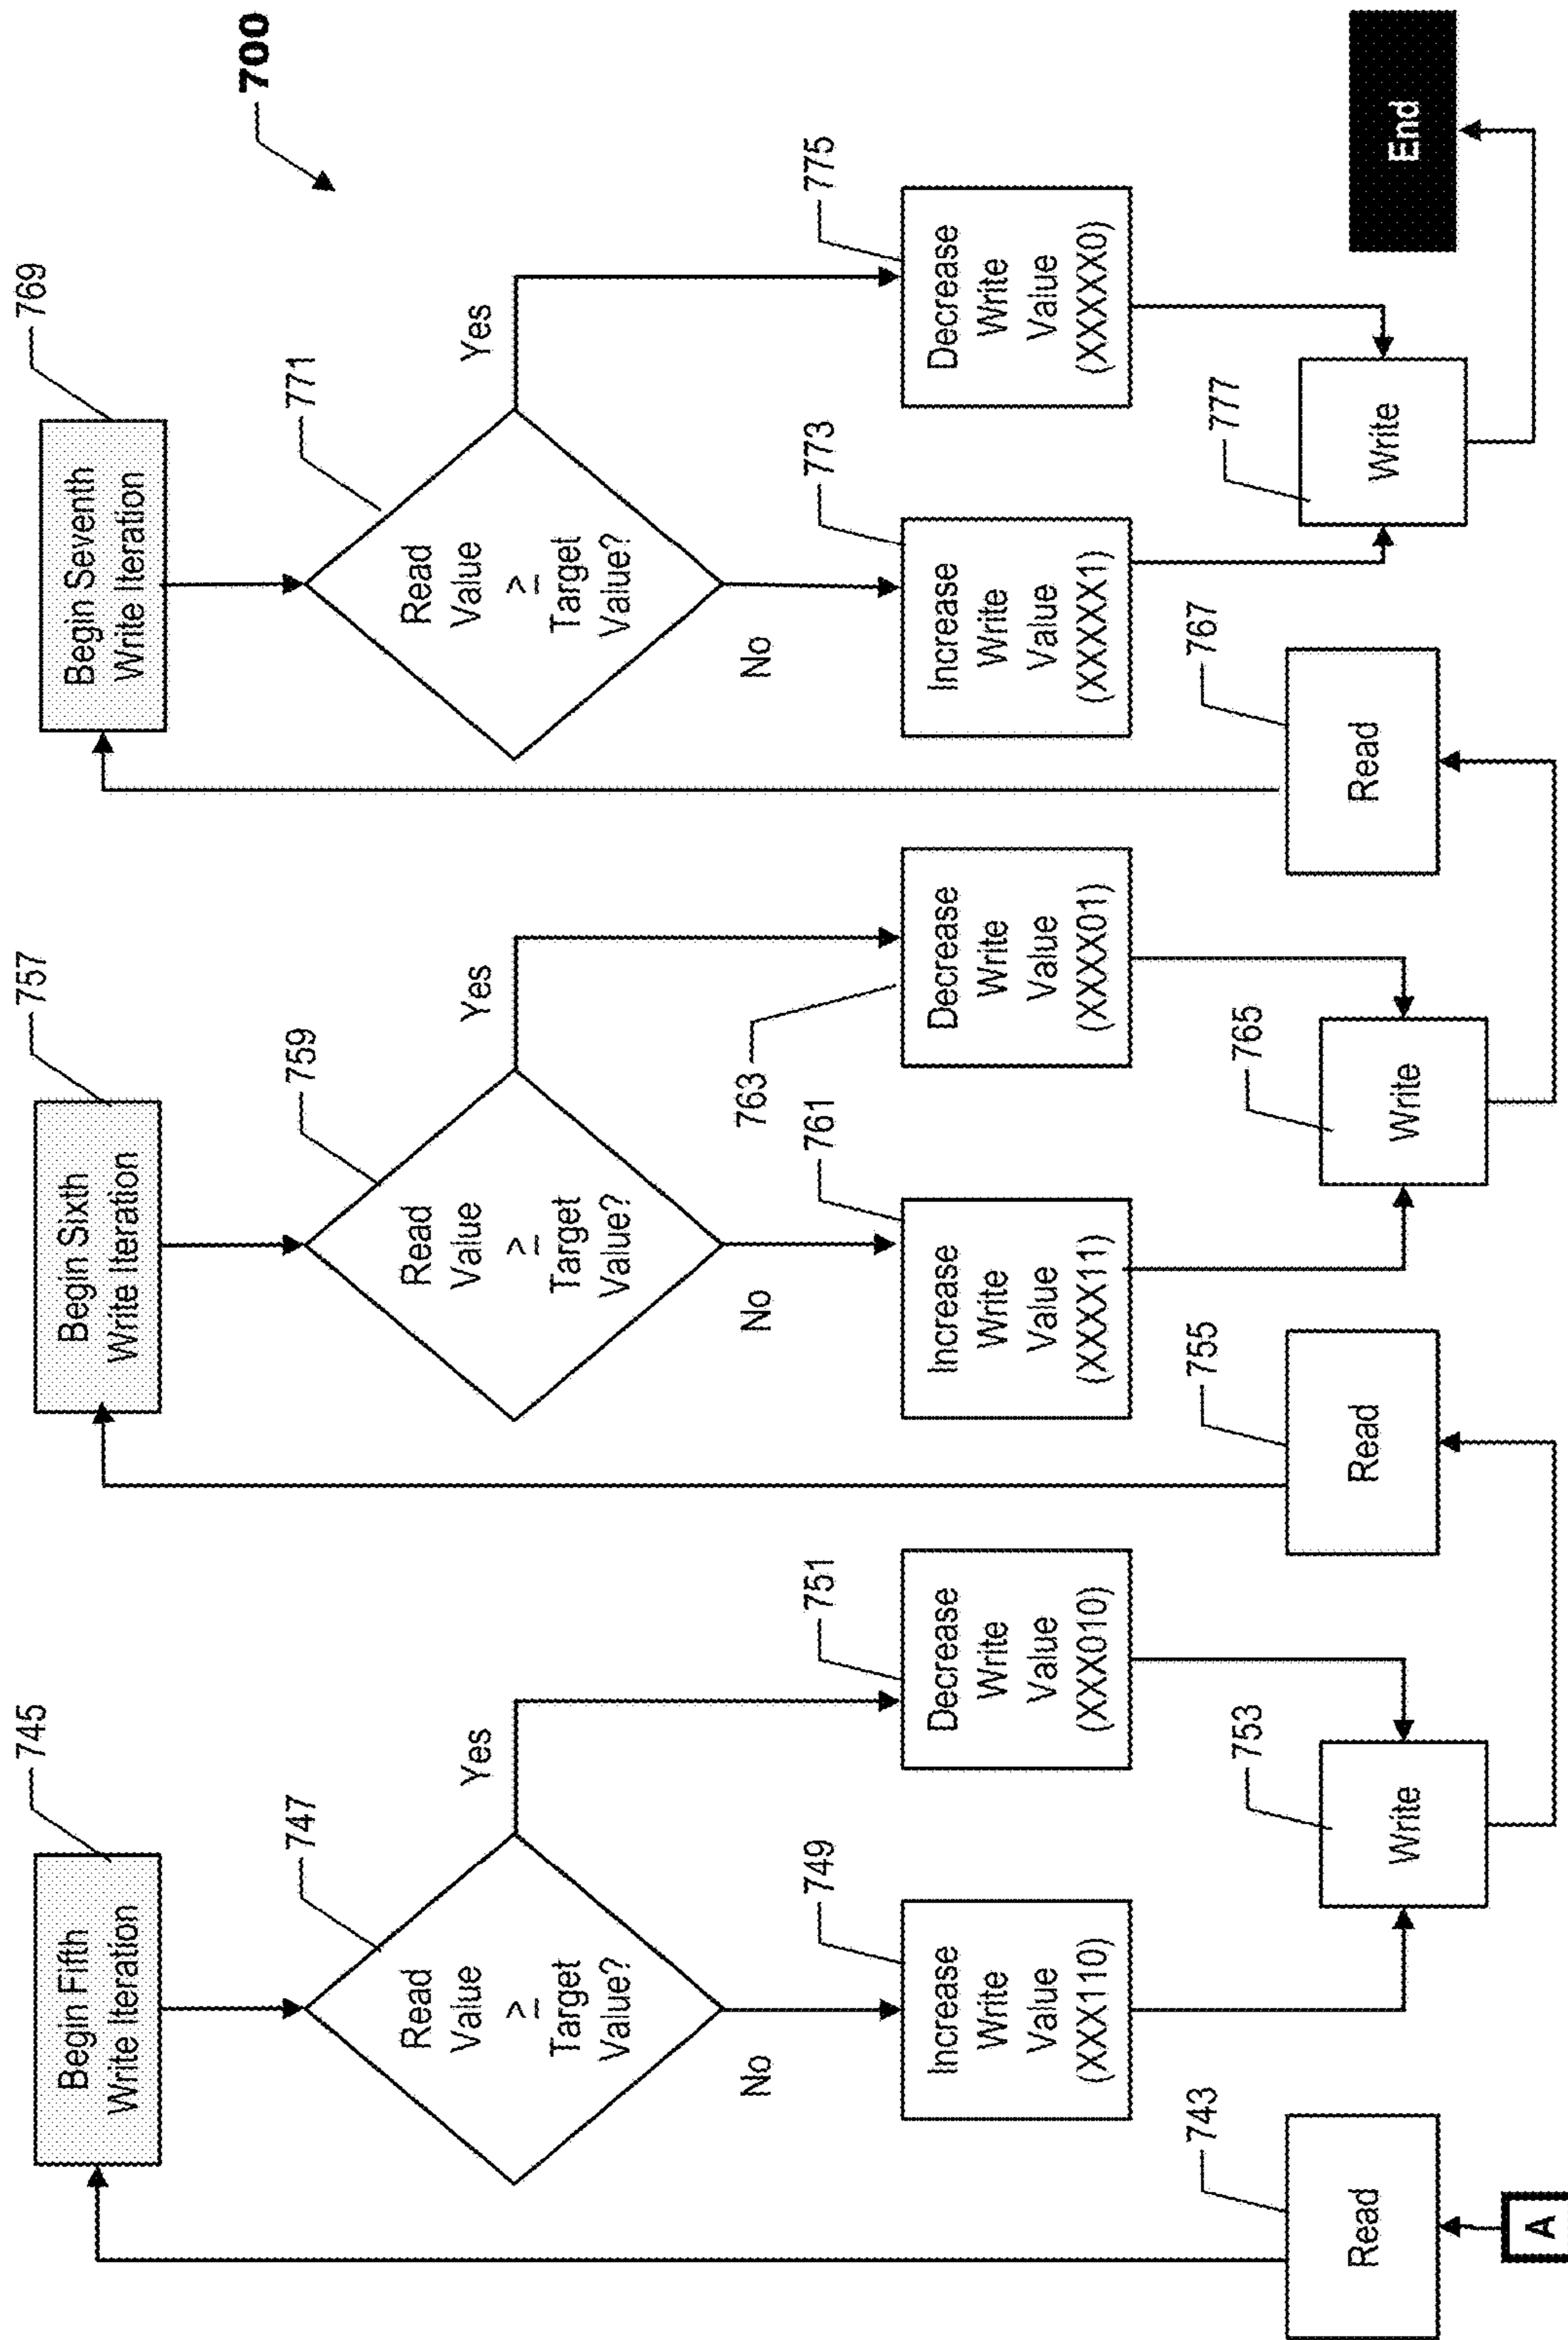 700
A
Read
743
Begin Fifth
Write Iteration
745
Read
Value
≥
Target
Value?
747
No
Yes
Increase
Write
Value
(XXX110)
749
Decrease
Write
Value
(XXX010)
751
Write
753
Read
755
Begin Sixth
Write Iteration
757
Read
Value
≥
Target
Value?
759
No
Yes
Increase
Write
Value
(XXXX11)
761
Decrease
Write
Value
(XXXX01)
763
Write
765
Read
767
Begin Seventh
Write Iteration
769
Read
Value
≥
Target
Value?
771
No
Yes
Increase
Write
Value
(XXXXX1)
773
Decrease
Write
Value
(XXXXX0)
775
Write
777
End